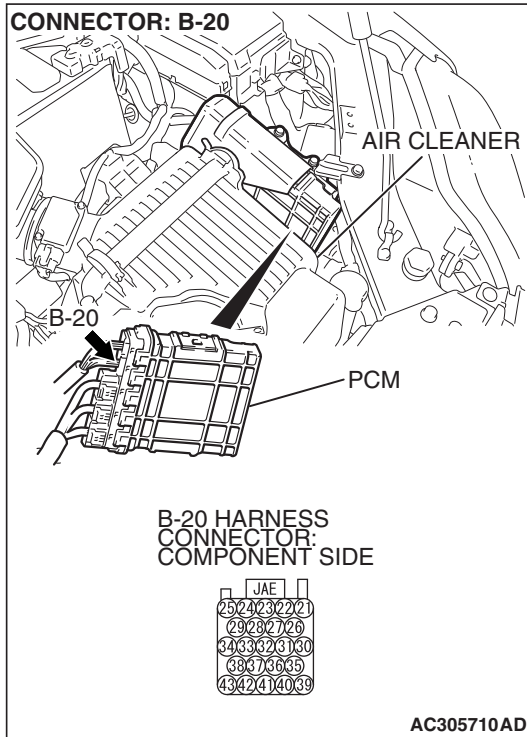 CONNECTOR: B-20
AIR CLEANER
B-20
PCM
B-20 HARNESS
CONNECTOR:
COMPONENT SIDE
JAE
25 24 23 22 21
29 28 27 26
34 33 32 31 30
38 37 36 35
43 42 41 40 39
AC305710AD